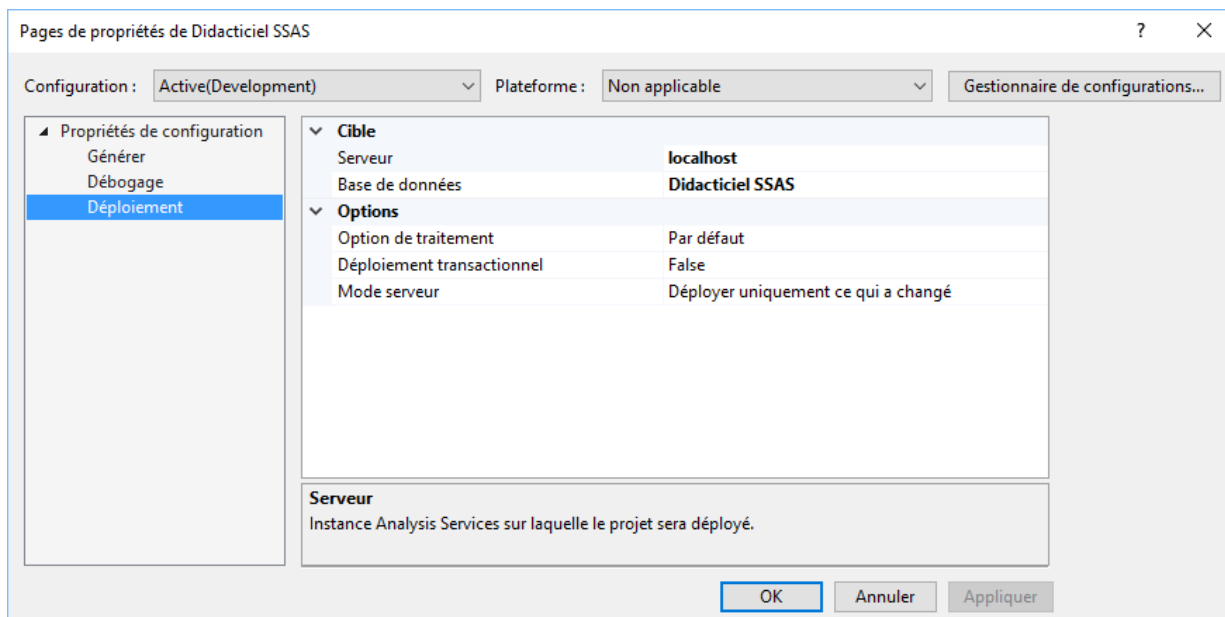 Pages de propriétés de Didacticiel SSAS ?
Configuration : Active(Development) Plateforme : Non applicable Gestionnaire de configurations...
Propriétés de configuration
Générer
Débogage
Déploiement
Cible
Serveur localhost
Base de données Didacticiel SSAS
Options
Option de traitement Par défaut
Déploiement transactionnel False
Mode serveur Déployer uniquement ce qui a changé
Serveur
Instance Analysis Services sur laquelle le projet sera déployé.
OK Annuler Appliquer